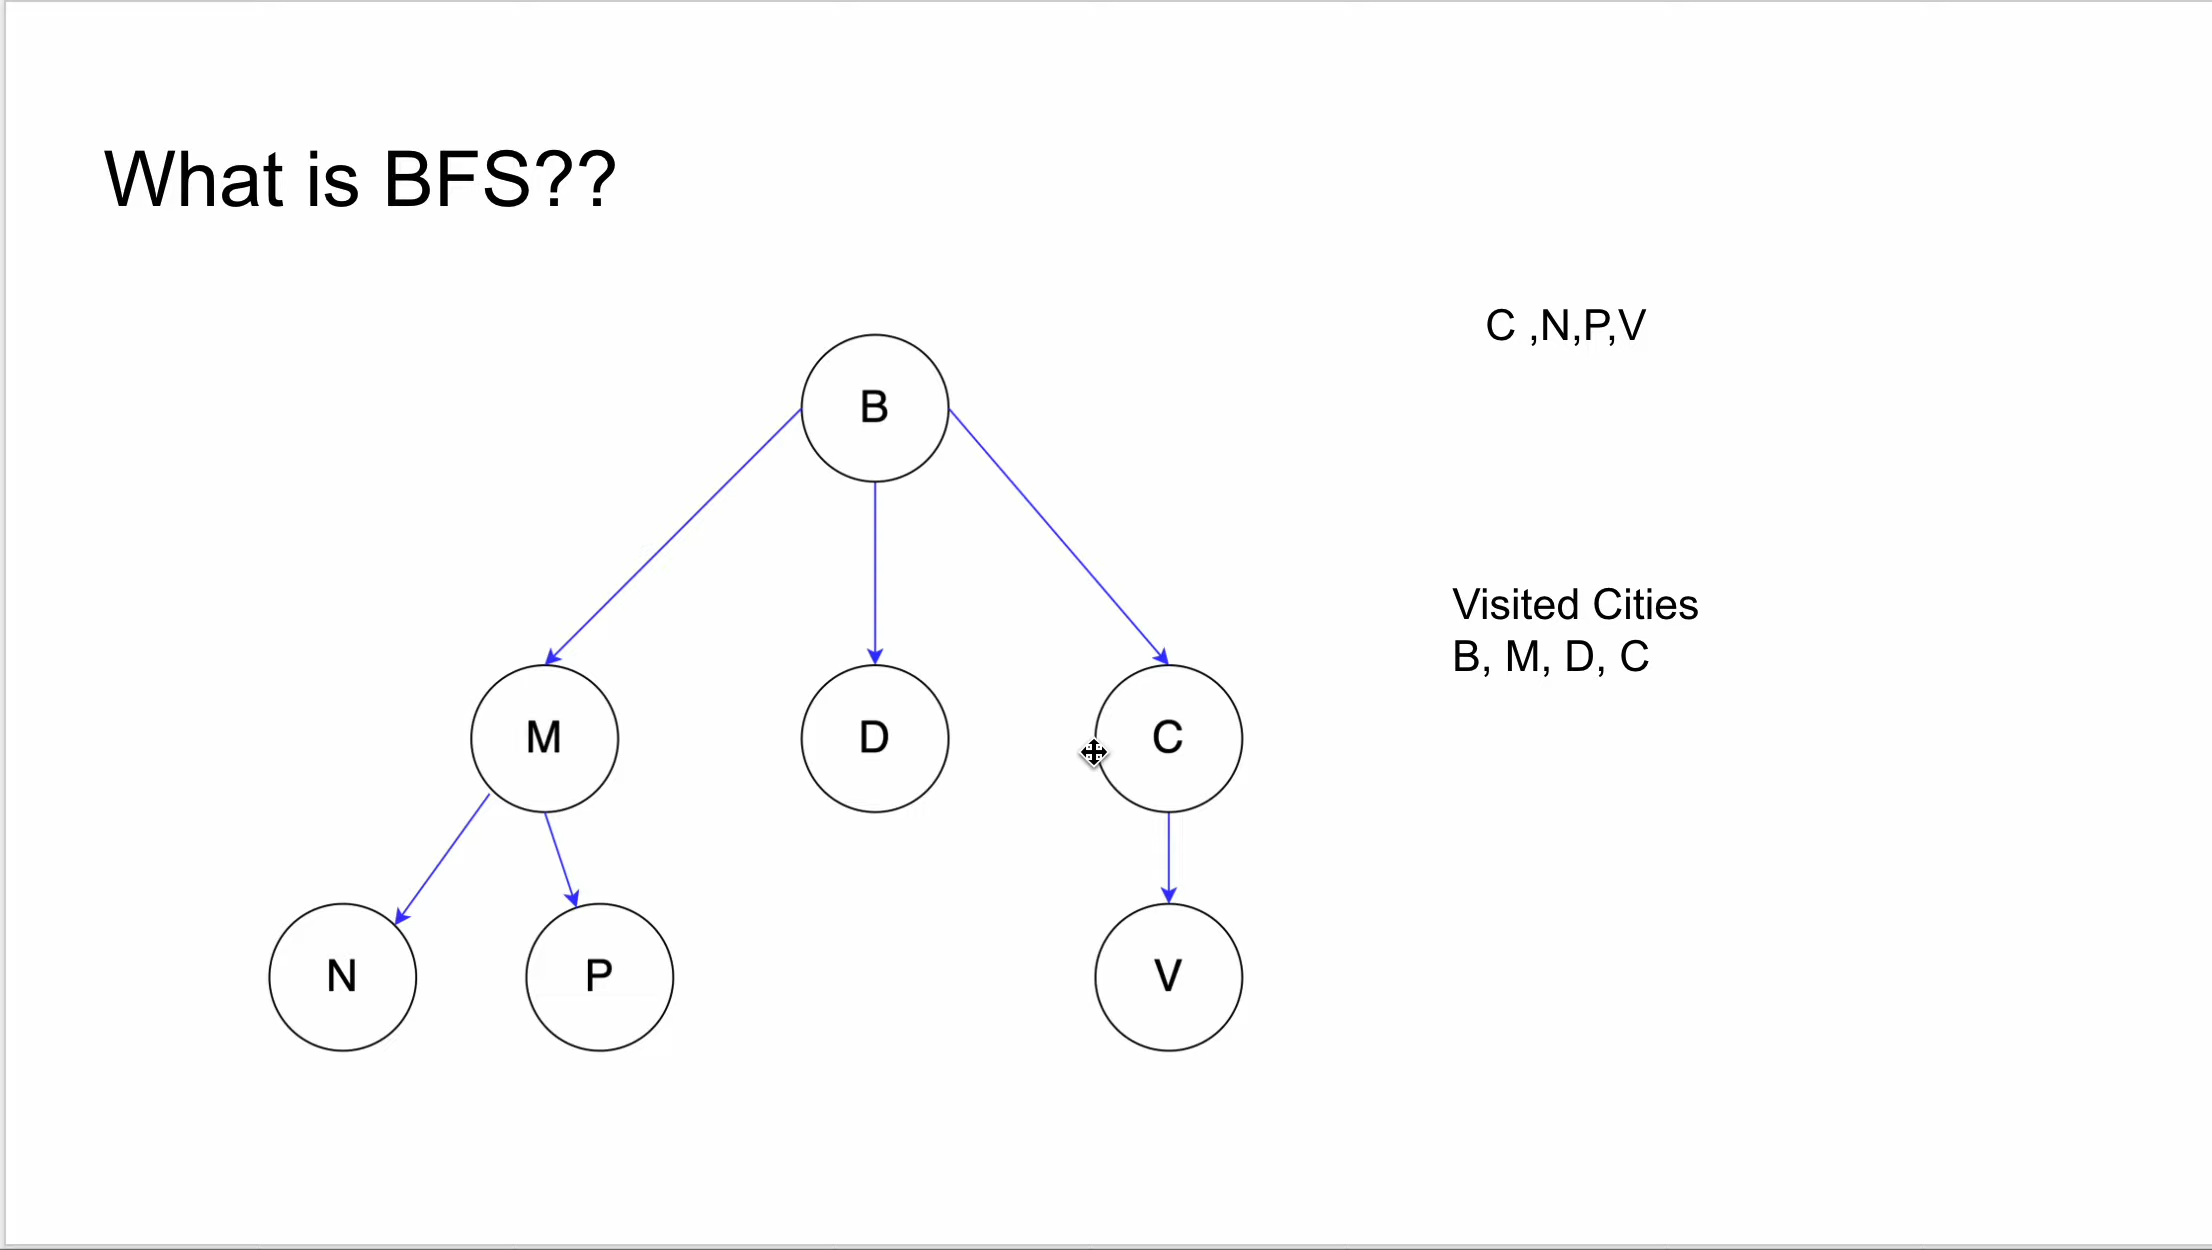 What is BFS??
C ,N,P,V
B
Visited Cities
B, M, D, C
M
D
C
N
P
V